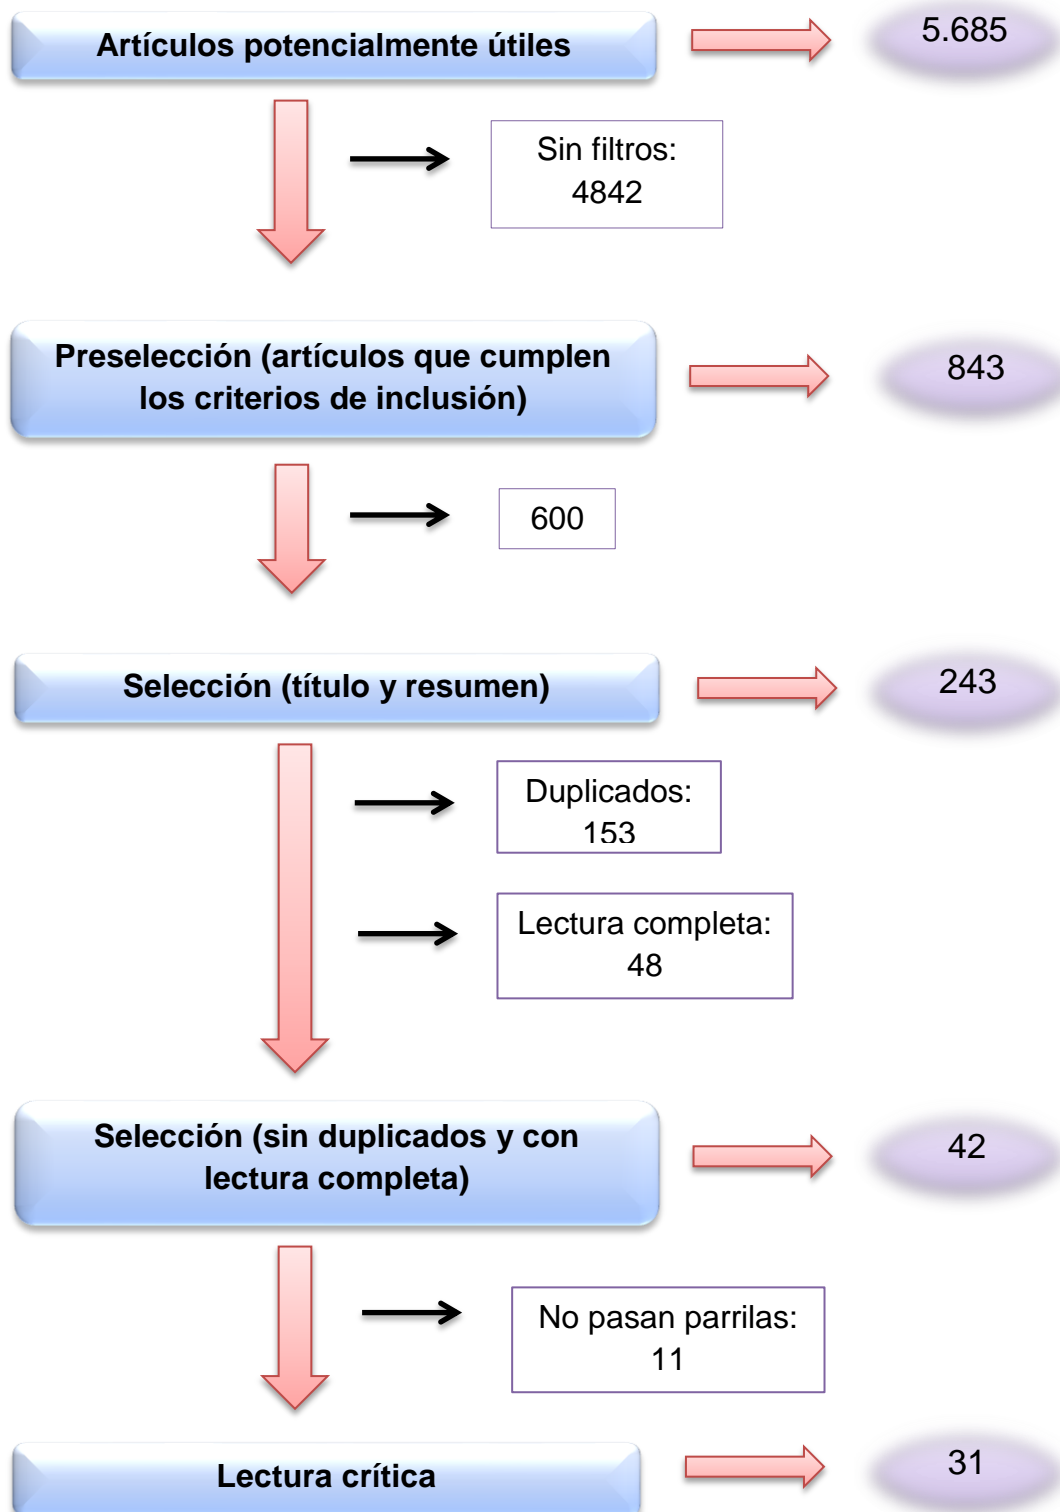 Artículos potencialmente útiles
5.685
Sin filtros:
4842
Preselección (artículos que cumplen
los criterios de inclusión)
843
600
Selección (título y resumen)
243
Duplicados:
153
Lectura completa:
48
Selección (sin duplicados y con
lectura completa)
42
No pasan parrilas:
11
Lectura crítica
31